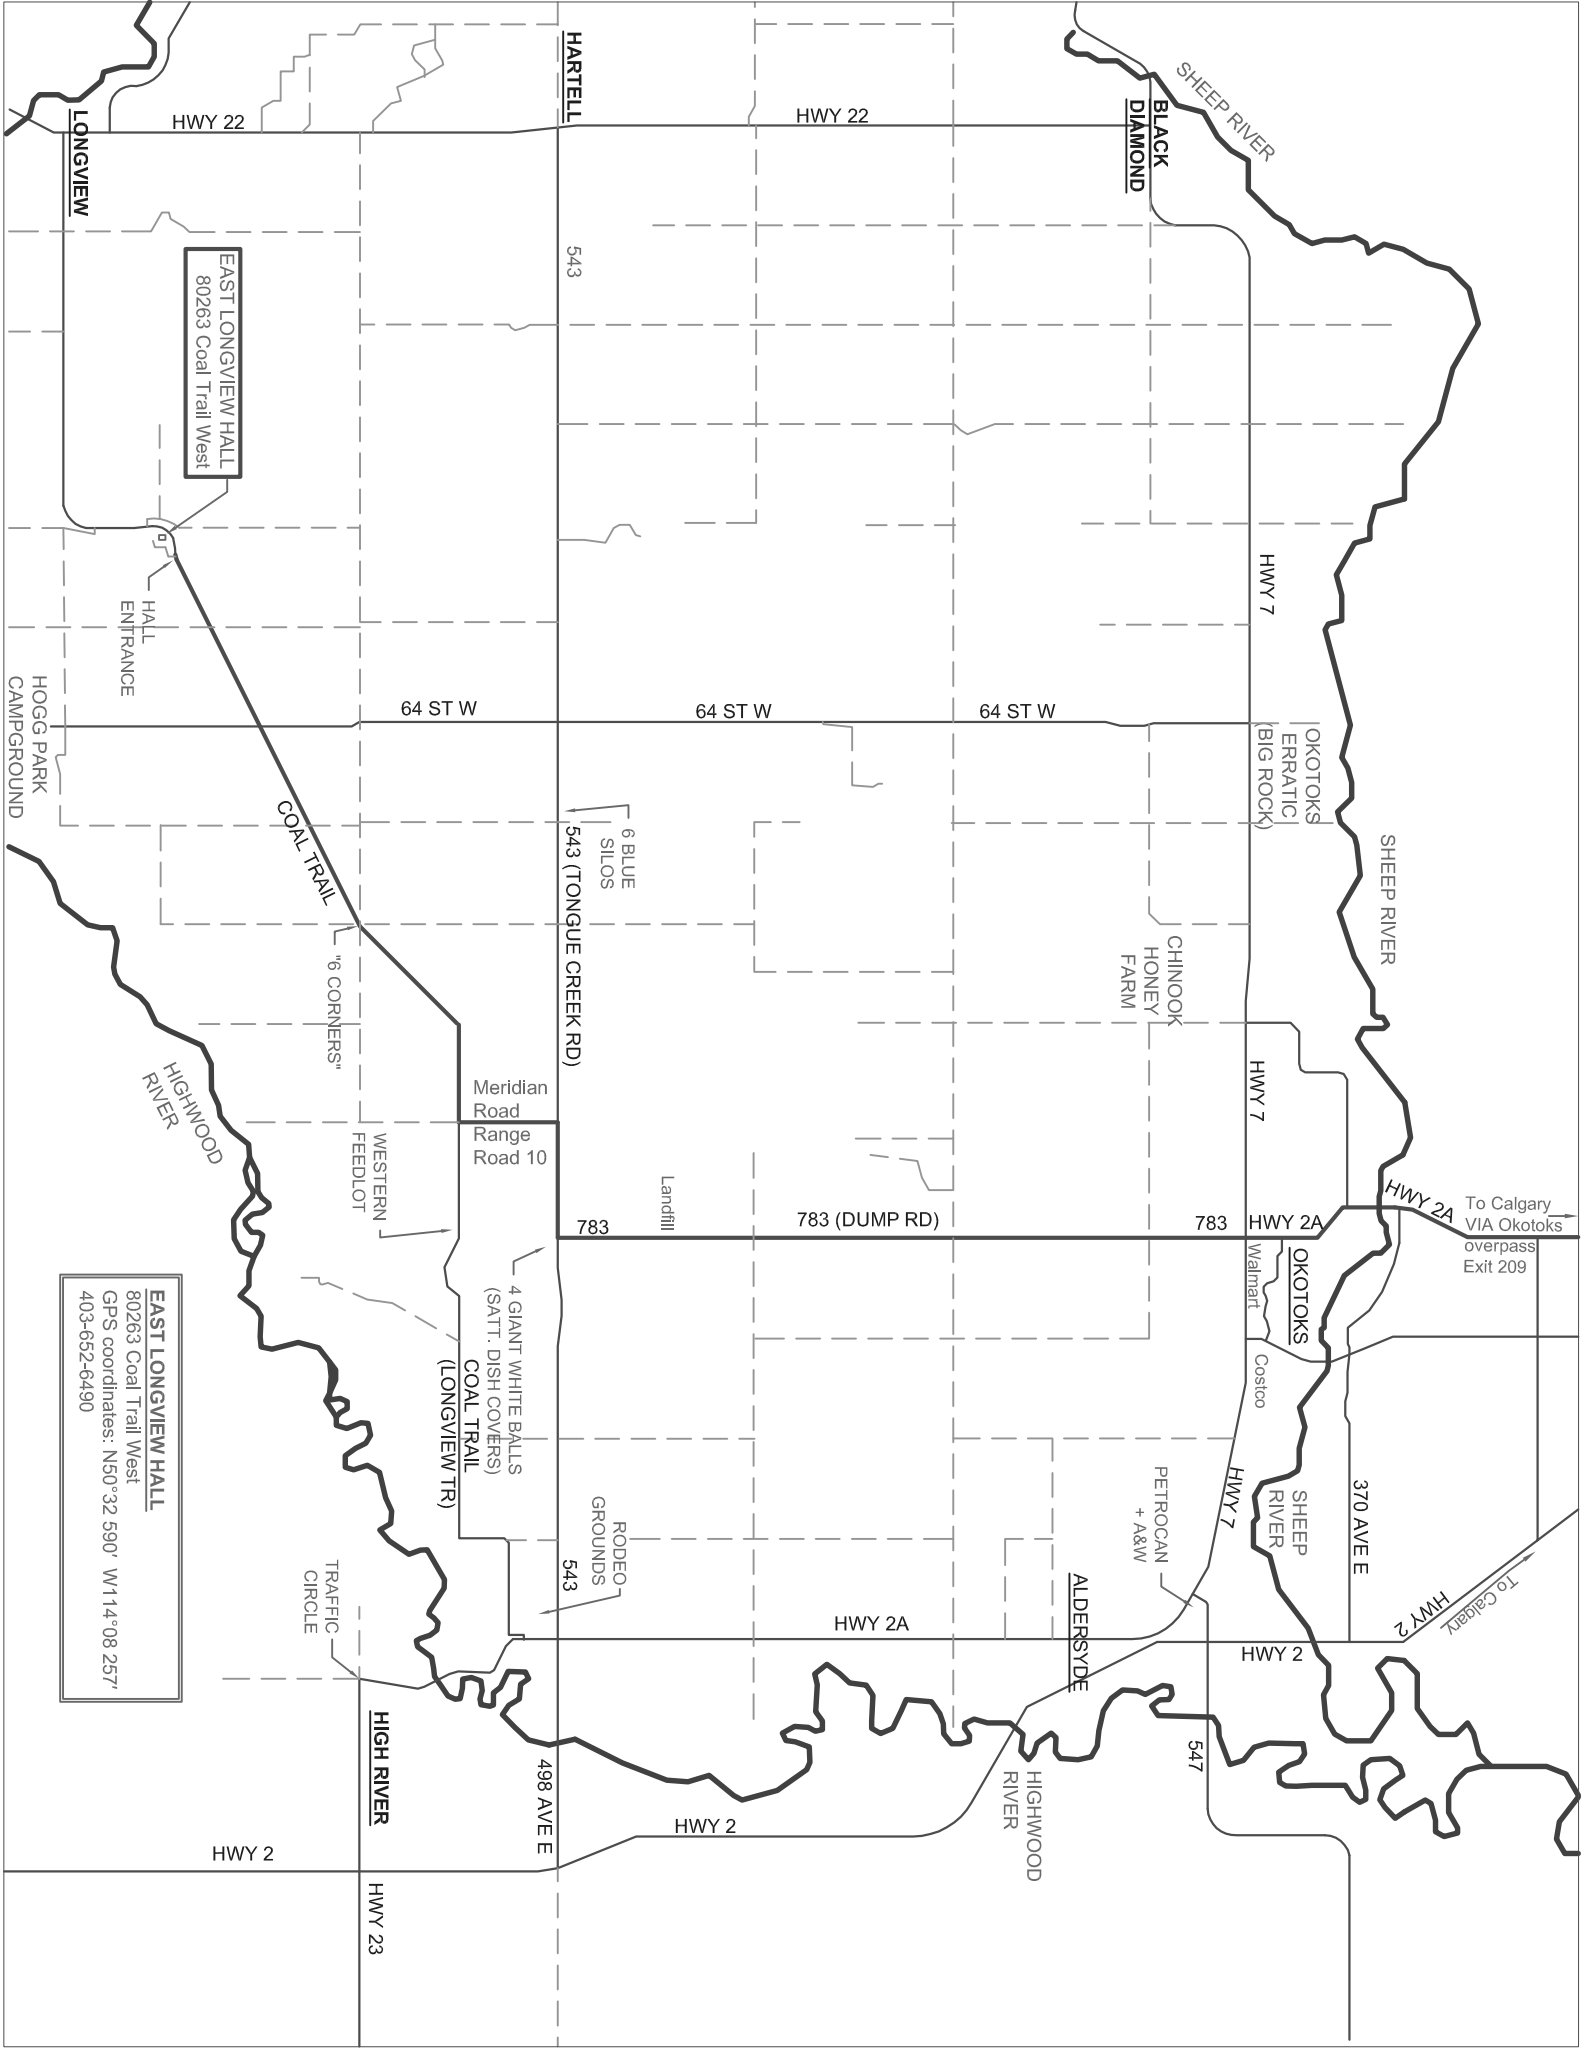 SHEEP RIVER
BLACK
DIAMOND
HARTELL
LONGVIEW
HWY 22
HWY 22
543
EAST LONGVIEW HALL
80263 Coal Trail West
HALL
ENTRANCE
HWY 7
64 ST W
64 ST W
64 ST W
OKOTOKS
ERRATIC
(BIG ROCK)
HOGG PARK
CAMPGROUND
COAL TRAIL
6 BLUE
SILOS
543 (TONGUE CREEK RD)
SHEEP RIVER
CHINOOK
HONEY
FARM
"6 CORNERS"
HIGHWOOD
RIVER
HWY 7
Meridian
Road
Range
Road 10
WESTERN
FEEDLOT
Landfill
783
783 (DUMP RD)
783
HWY 2A
HWY 2A
To Calgary
VIA Okotoks
overpass
Exit 209
Walmart
OKOTOKS
4 GIANT WHITE BALLS
(SATT. DISH COVERS)
COAL TRAIL
(LONGVIEW TR)
Costco
HWY 7
PETROCAN
+ A&W
SHEEP
RIVER
370 AVE E
RODEO
GROUNDS
543
TRAFFIC
CIRCLE
ALDERSYDE
HWY 2A
HWY 2
HWY 2
To Calgary
547
HIGHWOOD
RIVER
HIGH RIVER
498 AVE E
HWY 2
HWY 2
HWY 23
EAST LONGVIEW HALL
80263 Coal Trail West
GPS coordinates: N50°32 590' W114°08 257'
403-652-6490